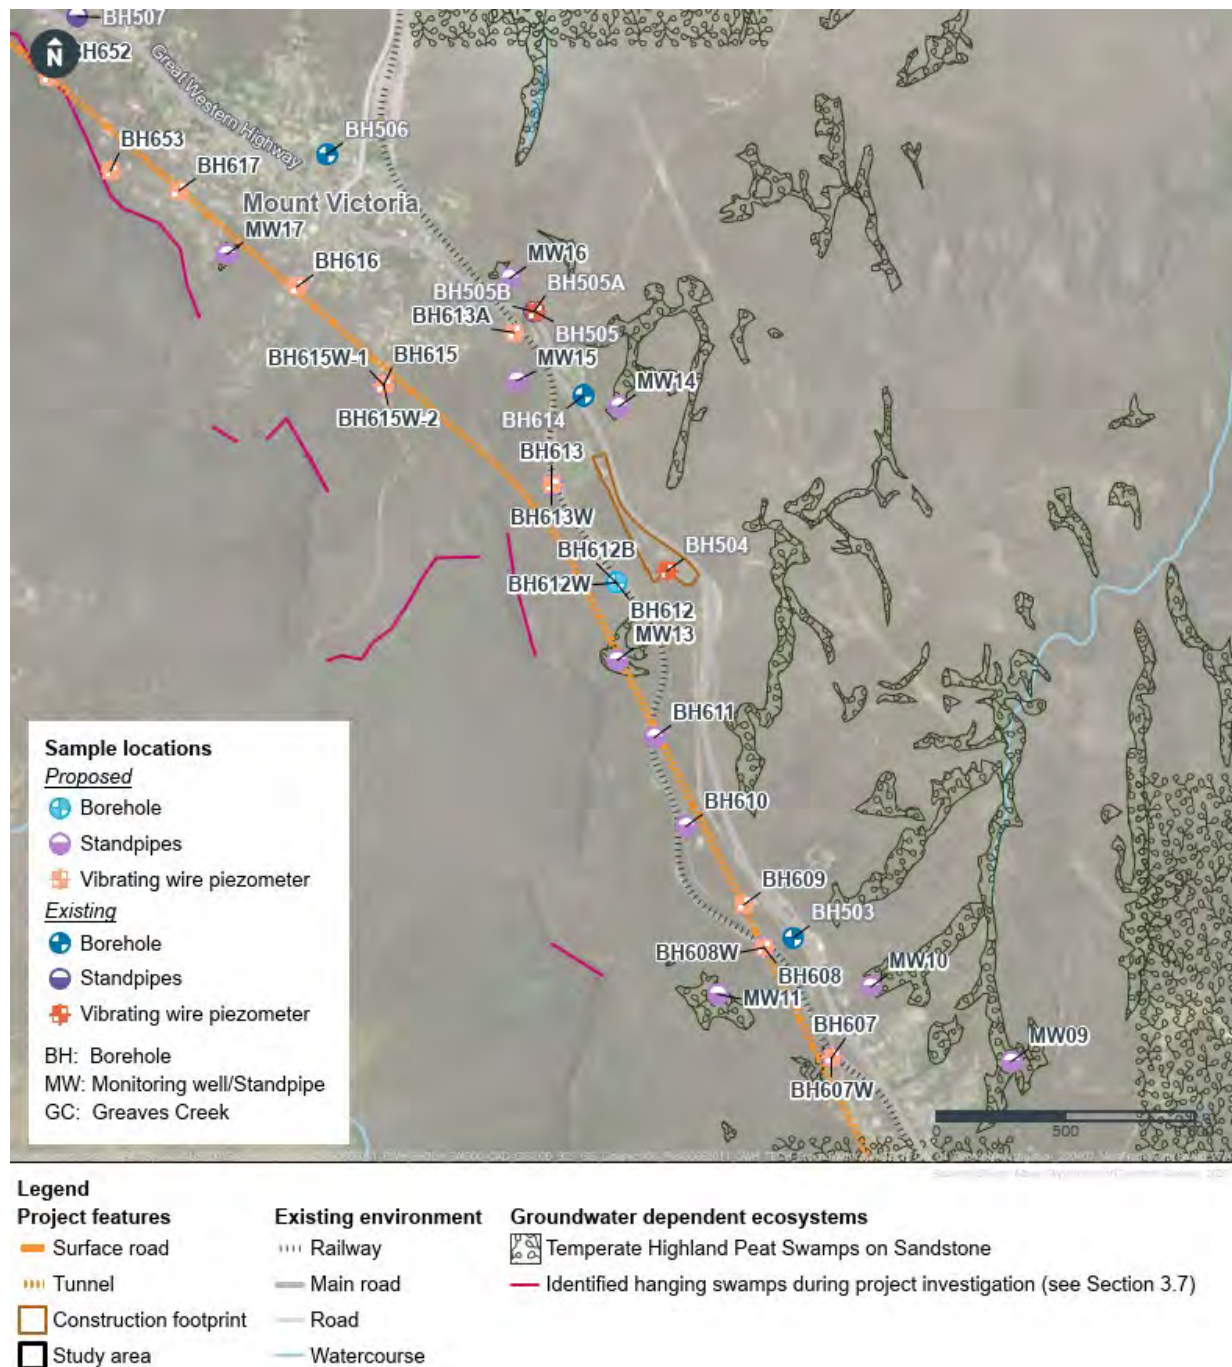 BH507
N
BH652
Great Western Highway
BH506
BH653
BH617
Mount Victoria
MW17
MW16
BH616
BH505B
BH505A
BH613A
BH505
BH615W-1
BH615
MW15
MW14
BH615W-2
BH614
BH613
BH613W
BH612B
BH504
BH612W
BH612
MW13
BH611
BH610
BH609
BH503
BH608W
BH608
MW10
MW11
BH607
MW09
BH607W
0
500
Sample locations
Proposed
Borehole
Standpipes
Vibrating wire piezometer
Existing
Borehole
Standpipes
Vibrating wire piezometer
BH: Borehole
MW: Monitoring well/Standpipe
GC: Greaves Creek
Legend
Project features
Surface road
Tunnel
Construction footprint
Study area
Existing environment
Railway
Main road
Road
Watercourse
Groundwater dependent ecosystems
Temperate Highland Peat Swamps on Sandstone
Identified hanging swamps during project investigation (see Section 3.7)